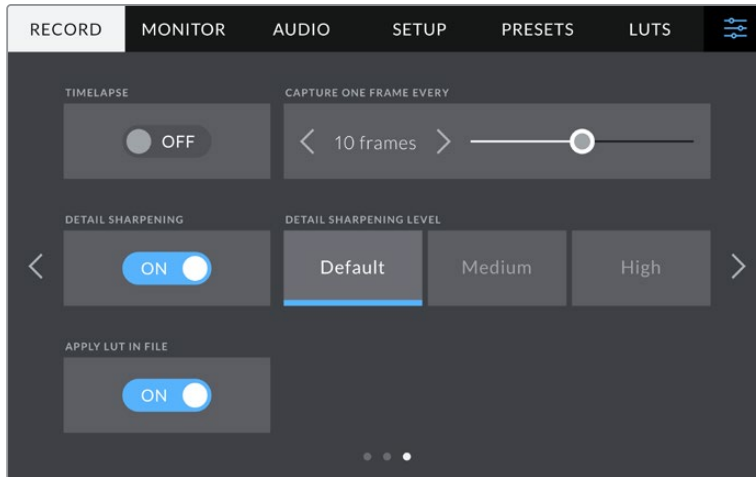 RECORD MONITOR AUDIO SETUP PRESETS LUTS
TIMELAPSE CAPTURE ONE FRAME EVERY
OFF 10 frames
DETAIL SHARPENING DETAIL SHARPENING LEVEL
ON Default Medium High
APPLY LUT IN FILE
ON